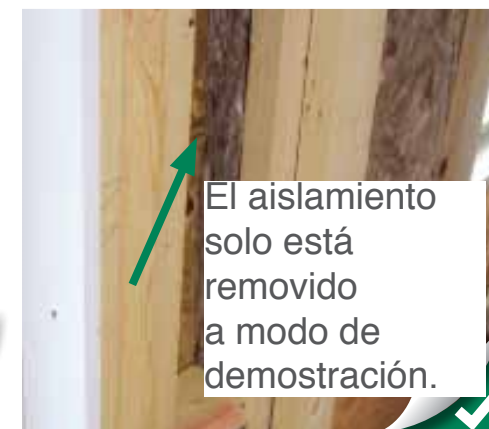 El aislamiento
solo está
removido
a modo de
demostración.